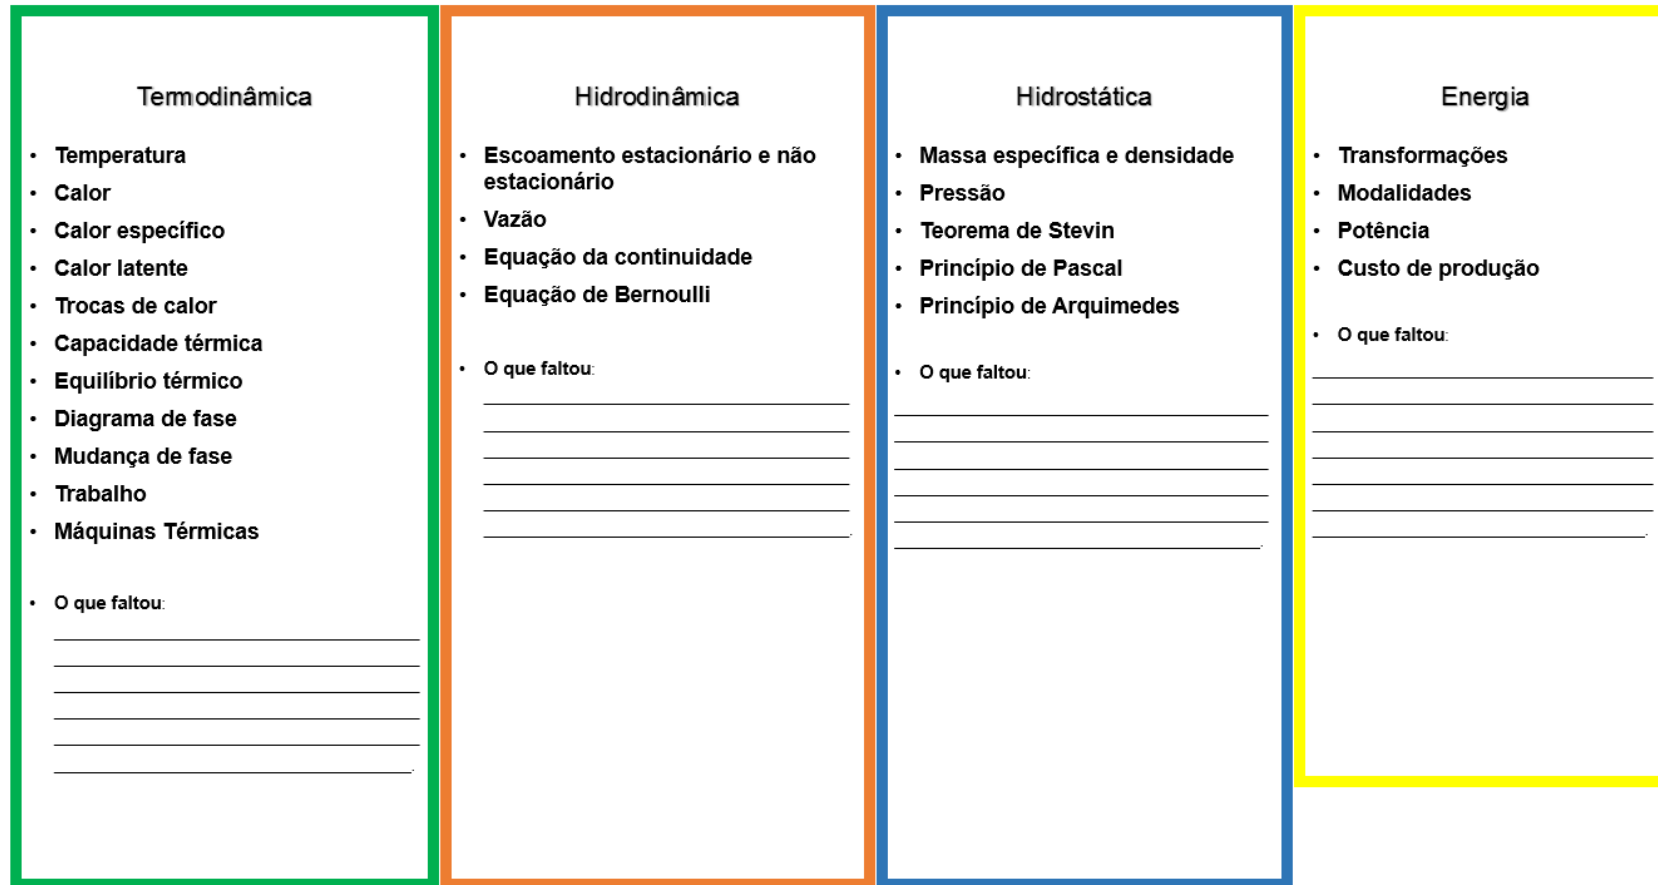 Termodinâmica
• Temperatura
• Calor
• Calor específico
• Calor latente
• Trocas de calor
• Capacidade térmica
• Equilíbrio térmico
• Diagrama de fase
• Mudança de fase
• Trabalho
• Máquinas Térmicas
• O que faltou:
Hidrodinâmica
• Escoamento estacionário e não
estacionário
• Vazão
• Equação da continuidade
• Equação de Bernoulli
• O que faltou:
Hidrostática
• Massa específica e densidade
• Pressão
• Teorema de Stevin
• Princípio de Pascal
• Princípio de Arquimedes
• O que faltou:
Energia
• Transformações
• Modalidades
• Potência
• Custo de produção
• O que faltou: